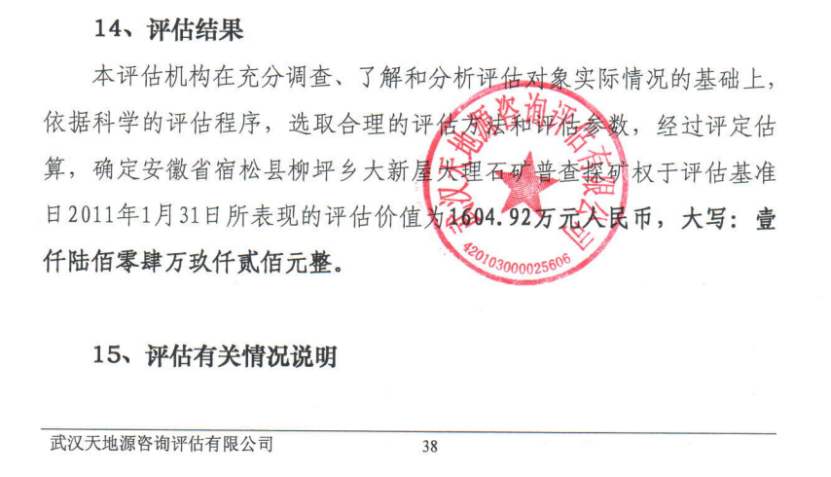 14、评估结果
本评估机构在充分调查、了解和分析评估对象实际情况的基础上，
依据科学的评估程序，选取合理的评估方法和评估参数，经过评定估
算，确定安徽省宿松县柳坪乡大新屋大理石矿普查探矿权于评估基准
日2011年1月31日所表现的评估价值为1604.92万元人民币，大写：壹
仟陆佰零肆万玖仟贰佰元整。
武汉天地源咨询评估有限公司
420103000025606
15、评估有关情况说明
武汉天地源咨询评估有限公司 38